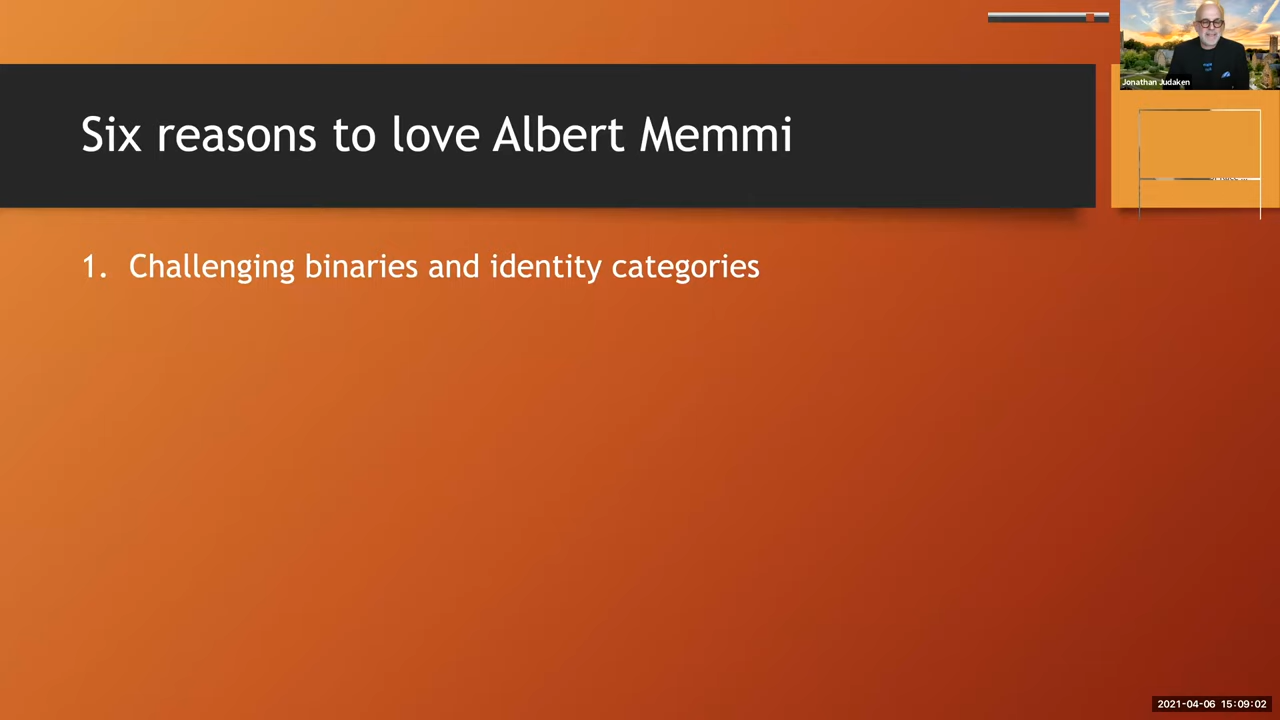 Jonathan Judaken
Six reasons to love Albert Memmi
1. Challenging binaries and identity categories
2021-04-06 15:09:02